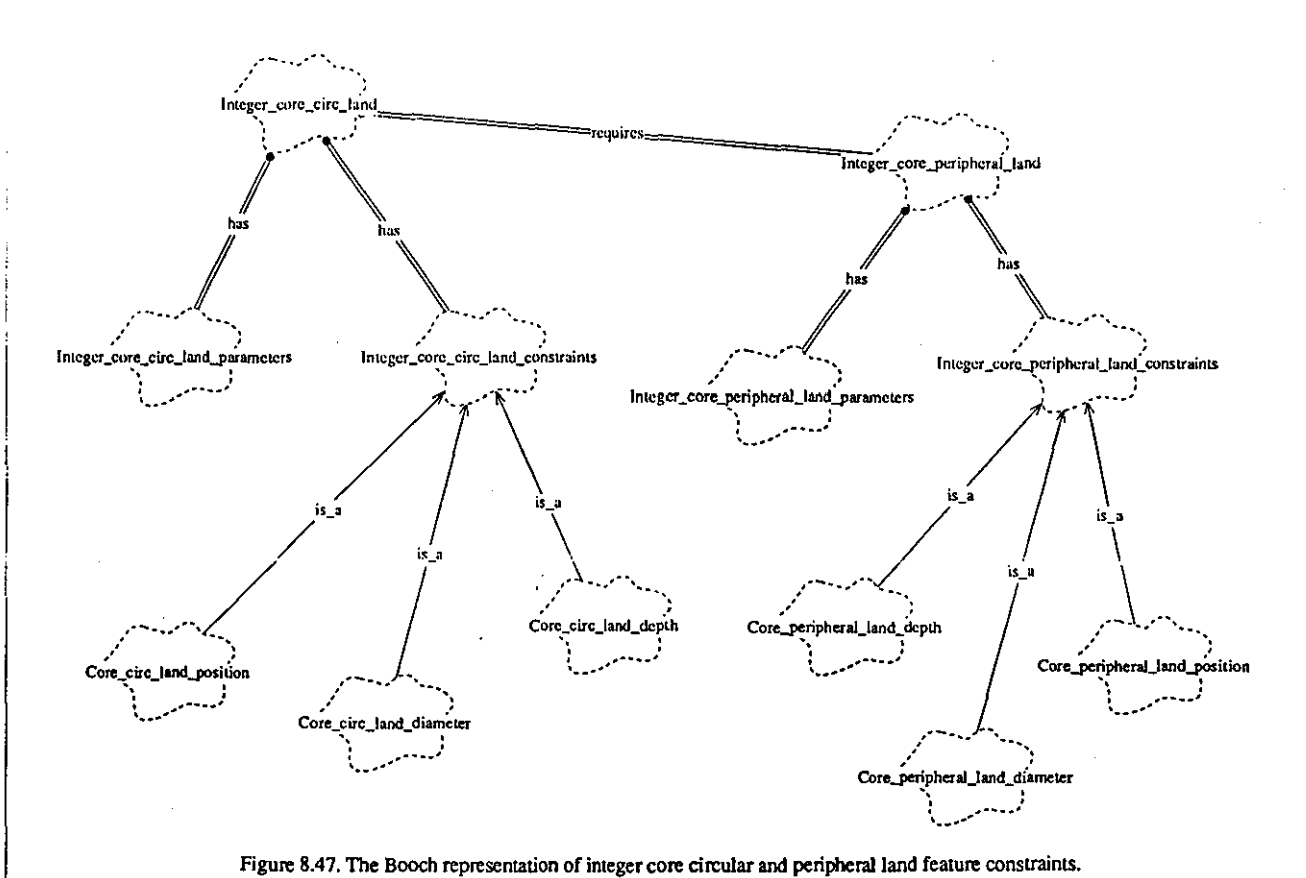 Integer_core_circ_land
requires
Integer_core_peripheral_land
has
has
has
has
Integer_core_circ_land_parameters
Integer_core_circ_land_constraints
Integer_core_peripheral_land_parameters
Integer_core_peripheral_land_constraints
is_a
is_a
is_a
is_a
is_a
is_a
Core_circ_land_position
Core_circ_land_diameter
Core_circ_land_depth
Core_peripheral_land_depth
Core_peripheral_land_position
Core_peripheral_land_diameter
Figure 8.47. The Booch representation of integer core circular and peripheral land feature constraints.